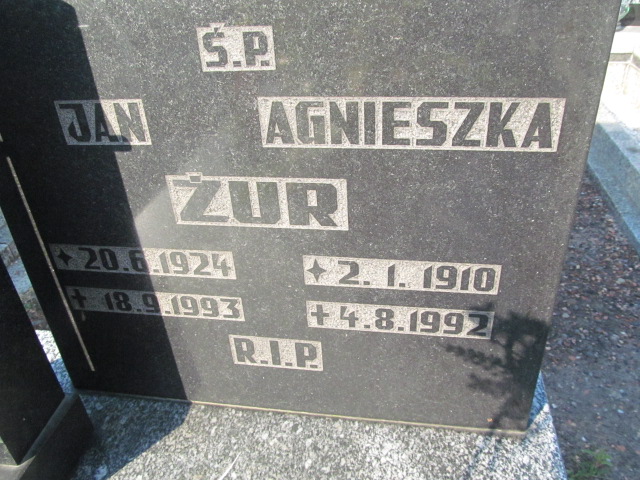 Ś.P.
JAN AGNIESZKA
ŻUR
20.6.1924 2.1.1910
18.9.1993 4.8.1992
R.I.P.